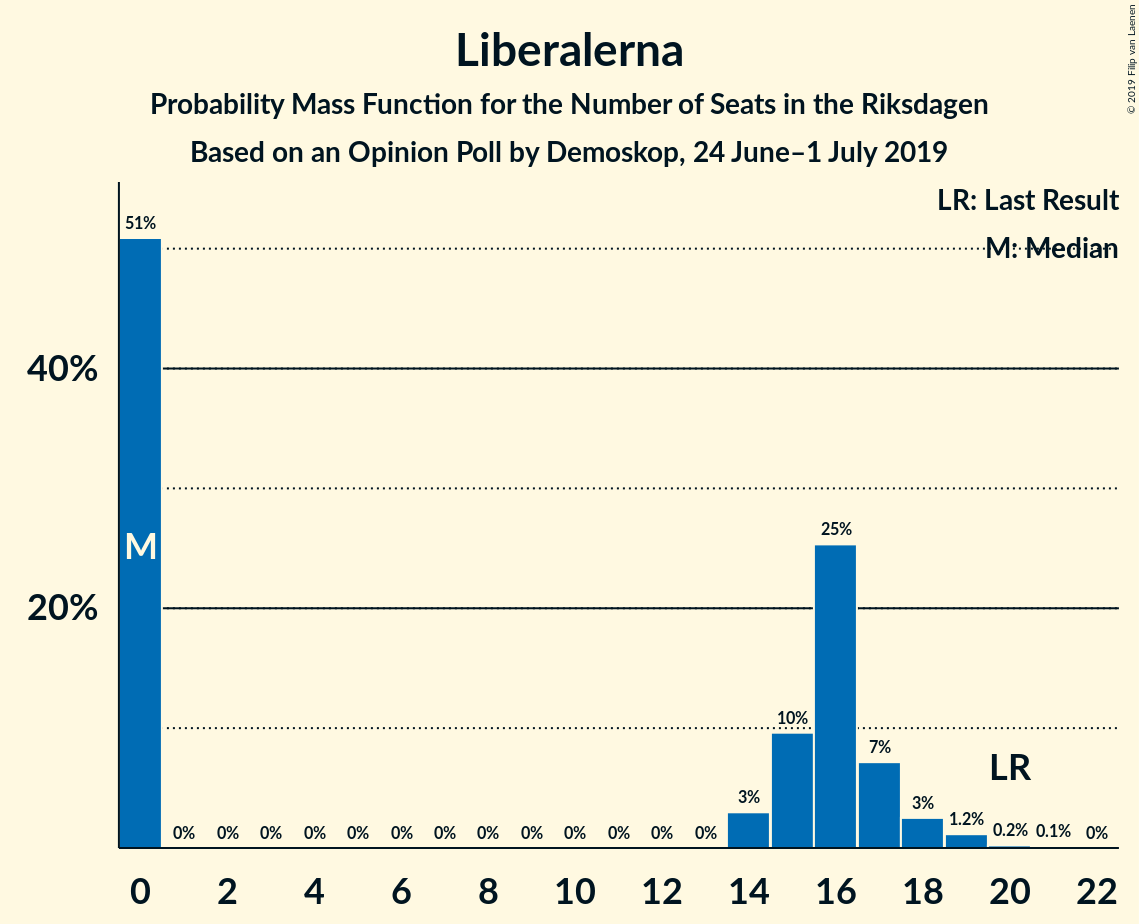 Liberalerna
Probability Mass Function for the Number of Seats in the Riksdagen
Based on an Opinion Poll by Demoskop, 24 June–1 July 2019
© 2019 Filip van Laenen
LR: Last Result
M: Median
51%
40%
M
25%
20%
10%
7%
LR
3%
3%
0% 0% 0% 0% 0% 0% 0% 0% 0% 0% 0% 0% 0% 1.2% 0.2% 0.1% 0%
0 2 4 6 8 10 12 14 16 18 20 22